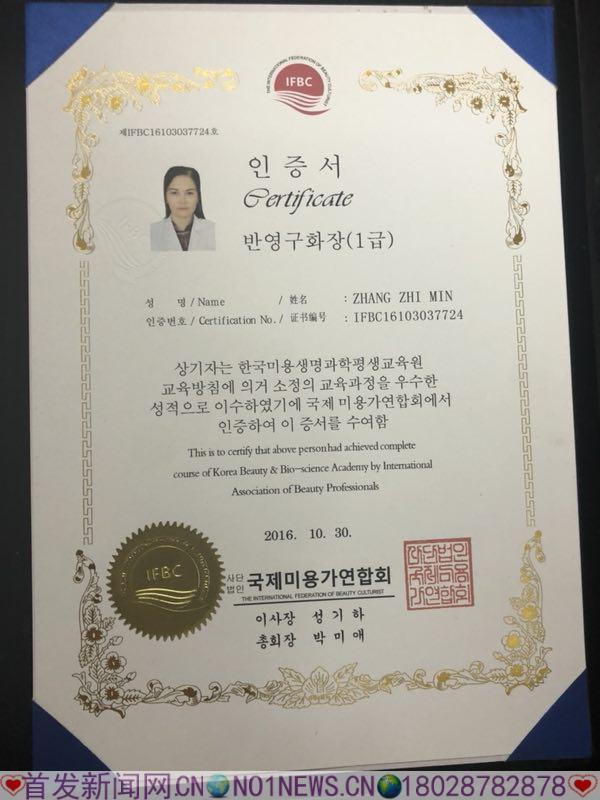 THE INTERNATIONAL FEDERATION OF BEAUTY CULTURIST
IFBC
제IFBC16103037724호
인증서
Certificate
반영구화장(1급)
성 명 / Name / 姓名 : ZHANG ZHI MIN
인증번호 / Certification No. / 证书编号 : IFBC16103037724
상기자는 한국미용생명과학평생교육원
교육방침에 의거 소정의 교육과정을 우수한
성적으로 이수하였기에 국제 미용가연합회에서
인증하여 이 증서를 수여함
This is to certify that above person had achieved complete
course of Korea Beauty & Bio-science Academy by International
Association of Beauty Professionals
2016. 10. 30.
IFBC
사단법인 국제미용가연합회
THE INTERNATIONAL FEDERATION OF BEAUTY CULTURIST
이사장 성기하
총회장 박미애
首发新闻网.CN NO1NEWS.CN 18028782878